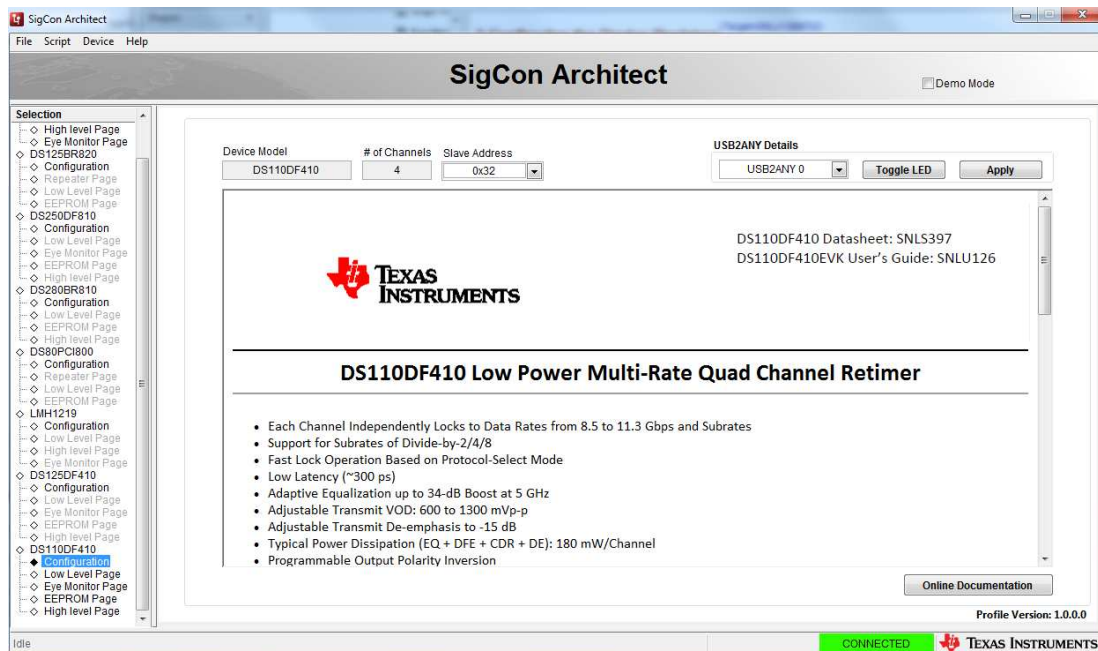 SigCon Architect
File Script Device Help
SigCon Architect
Demo Mode
Selection
High level Page
Eye Monitor Page
DS125BR820
Configuration
Repeater Page
Low Level Page
EEPROM Page
DS250DF810
Configuration
Low Level Page
Eye Monitor Page
EEPROM Page
High level Page
DS280BR810
Configuration
Low Level Page
EEPROM Page
High level Page
DS80PCI800
Configuration
Repeater Page
Low Level Page
EEPROM Page
LMH1219
Configuration
Low Level Page
High level Page
Eye Monitor Page
DS125DF410
Configuration
Low Level Page
Eye Monitor Page
EEPROM Page
High level Page
DS110DF410
Configuration
Low Level Page
Eye Monitor Page
EEPROM Page
High level Page
Device Model # of Channels Slave Address
DS110DF410 4 0x32
USB2ANY Details
USB2ANY 0 Toggle LED Apply
DS110DF410 Datasheet: SNLS397
DS110DF410EVK User's Guide: SNLU126
TEXAS
INSTRUMENTS
DS110DF410 Low Power Multi-Rate Quad Channel Retimer
• Each Channel Independently Locks to Data Rates from 8.5 to 11.3 Gbps and Subrates
• Support for Subrates of Divide-by-2/4/8
• Fast Lock Operation Based on Protocol-Select Mode
• Low Latency (~300 ps)
• Adaptive Equalization up to 34-dB Boost at 5 GHz
• Adjustable Transmit VOD: 600 to 1300 mVp-p
• Adjustable Transmit De-emphasis to -15 dB
• Typical Power Dissipation (EQ + DFE + CDR + DE): 180 mW/Channel
• Programmable Output Polarity Inversion
Online Documentation
Profile Version: 1.0.0.0
Idle CONNECTED TEXAS INSTRUMENTS